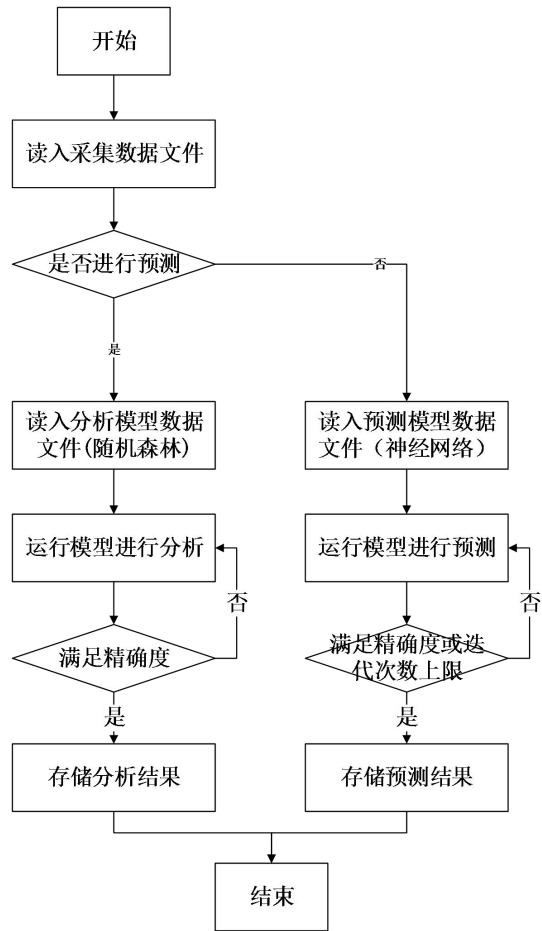 开始
读入采集数据文件
是否进行预测
否
是
读入分析模型数据
文件(随机森林)
读入预测模型数据
文件（神经网络）
运行模型进行分析
运行模型进行预测
否
否
满足精确度
满足精确度或迭
代次数上限
是
是
存储分析结果
存储预测结果
结束